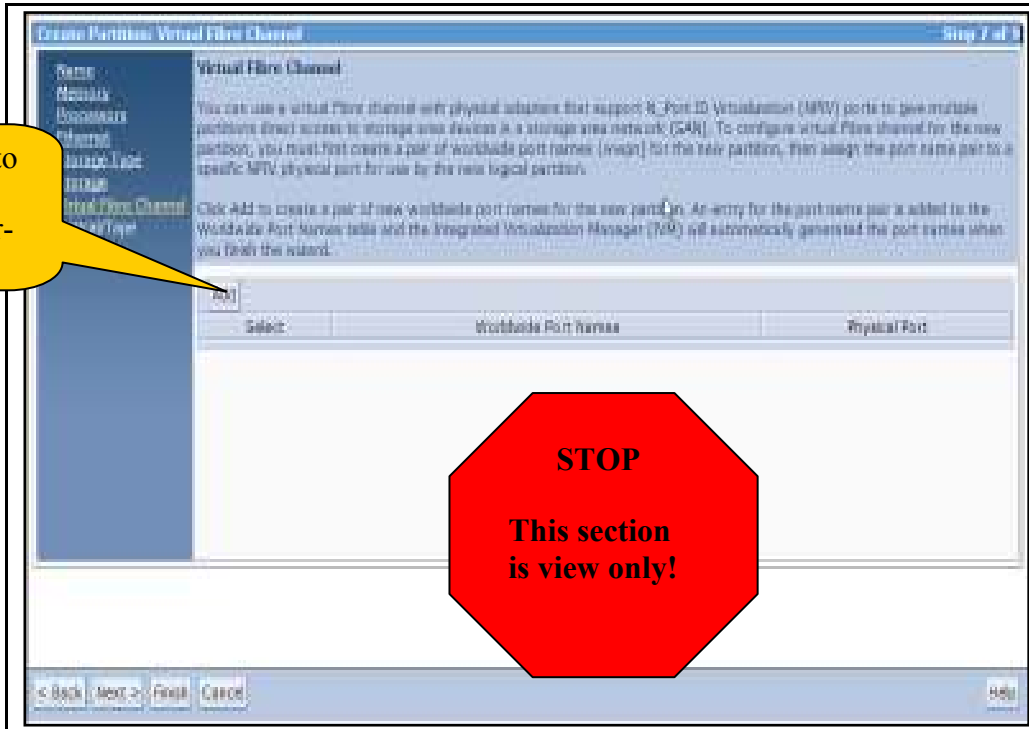 Create Partition: Virtual Fibre Channel
Step 7 of
Name
Memory
Processors
Ethernet
Storage Type
Storage
Virtual Fibre Channel
to
r-
Virtual Fibre Channel
You can use a virtual fibre channel with physical adapters that support N_Port ID Virtualization (NPIV) ports to give multiple
partitions direct access to storage area devices in a storage area network (SAN). To configure virtual fibre channel for the new
partition, you must first create a pair of worldwide port names (wwpn) for the new partition, then assign the port name pair to a
specific NPIV physical port for use by the new logical partition.
Click Add to create a pair of new worldwide port names for the new partition. An entry for the port name pair is added to the
Worldwide Port Names table and the Integrated Virtualization Manager (IVM) will automatically generated the port names when
you finish the wizard.
Add
Select
Worldwide Port Names
Physical Port
STOP
This section
is view only!
< Back
Next >
Finish
Cancel
Help